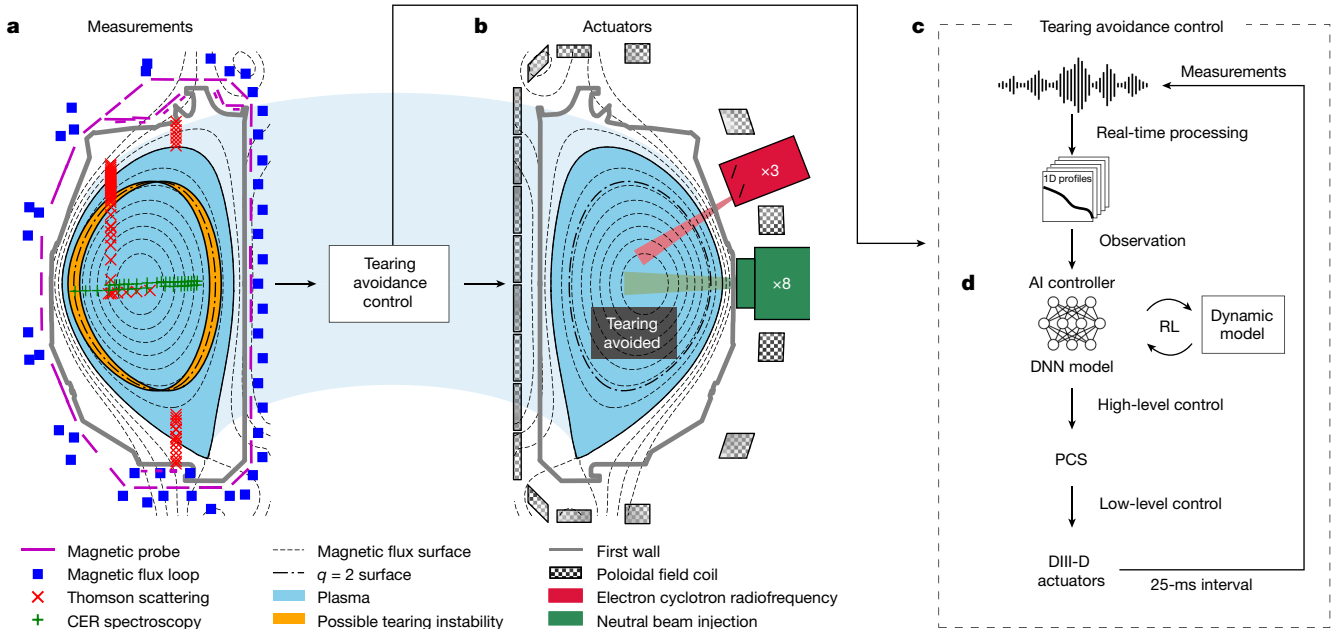 a
Measurements
b
Actuators
c
Tearing avoidance control
Measurements
Real-time processing
1D profiles
Observation
d
AI controller
DNN model
RL
Dynamic
model
High-level control
PCS
Low-level control
DIII-D
actuators
25-ms interval
Tearing
avoidance
control
×3
×8
Tearing
avoided
Magnetic probe
Magnetic flux loop
Thomson scattering
CER spectroscopy
Magnetic flux surface
q = 2 surface
Plasma
Possible tearing instability
First wall
Poloidal field coil
Electron cyclotron radiofrequency
Neutral beam injection